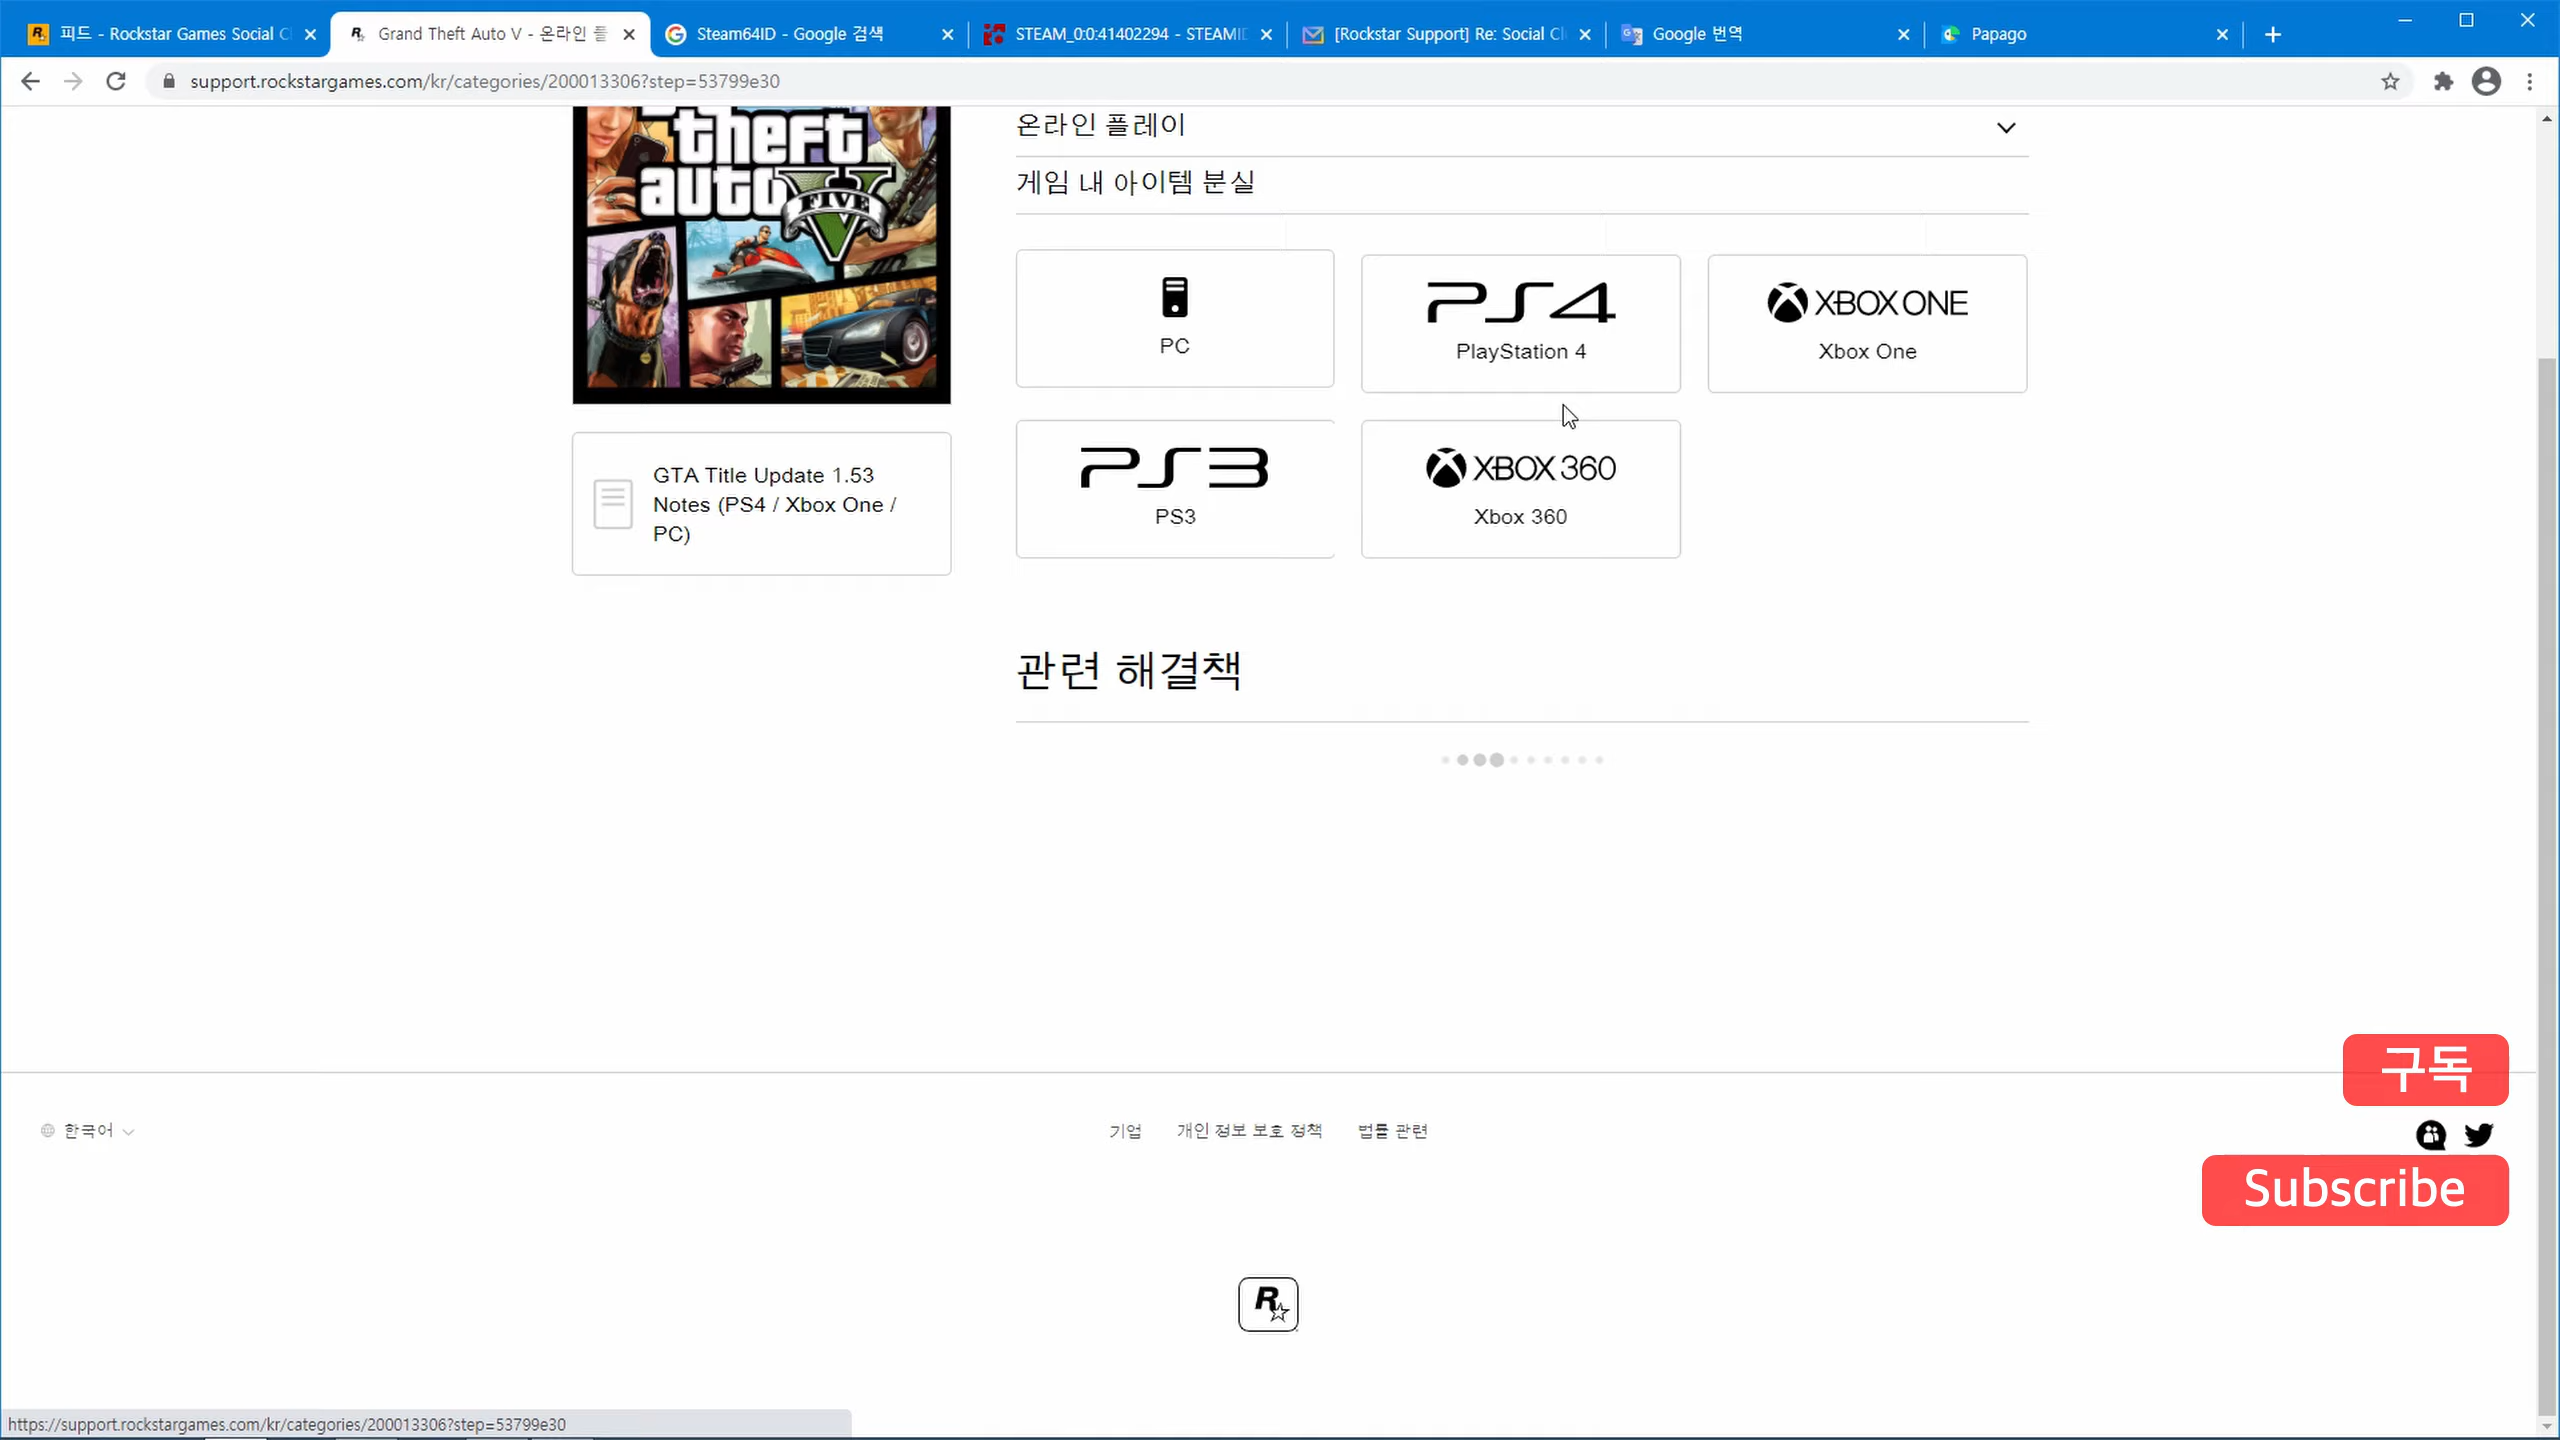 피드 - Rockstar Games Social C
Grand Theft Auto V - 온라인 플
Steam64ID - Google 검색
STEAM_0:0:41402294 - STEAMI
[Rockstar Support] Re: Social Cl
Google 번역
Papago
support.rockstargames.com/kr/categories/200013306?step=53799e30
theft
auto
FIVE
GTA Title Update 1.53
Notes (PS4 / Xbox One /
PC)
온라인 플레이
게임 내 아이템 분실
PC
PS4
PlayStation 4
XBOX ONE
Xbox One
PS3
PS3
XBOX 360
Xbox 360
관련 해결책
구독
한국어
기업
개인 정보 보호 정책
법률 관련
Subscribe
R
https://support.rockstargames.com/kr/categories/200013306?step=53799e30